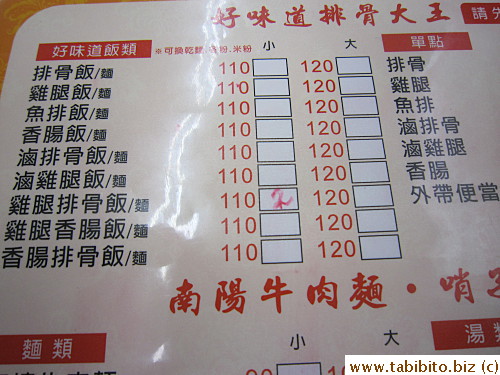 好味道排骨大王 請先
好味道飯類 ※可換乾麵、冬粉、米粉 小 大 單點
排骨飯/麵 110 120 排骨
雞腿飯/麵 110 120 雞腿
魚排飯/麵 110 120 魚排
香腸飯/麵 110 120 滷排骨
滷排骨飯/麵 110 120 滷雞腿
滷雞腿飯/麵 110 120 香腸
雞腿排骨飯/麵 110 2 120 外帶便當
雞腿香腸飯/麵 110 120
香腸排骨飯/麵 110 120
南陽牛肉麵・哨子
麵類 小 大 湯類
www.tabibito.biz (c)